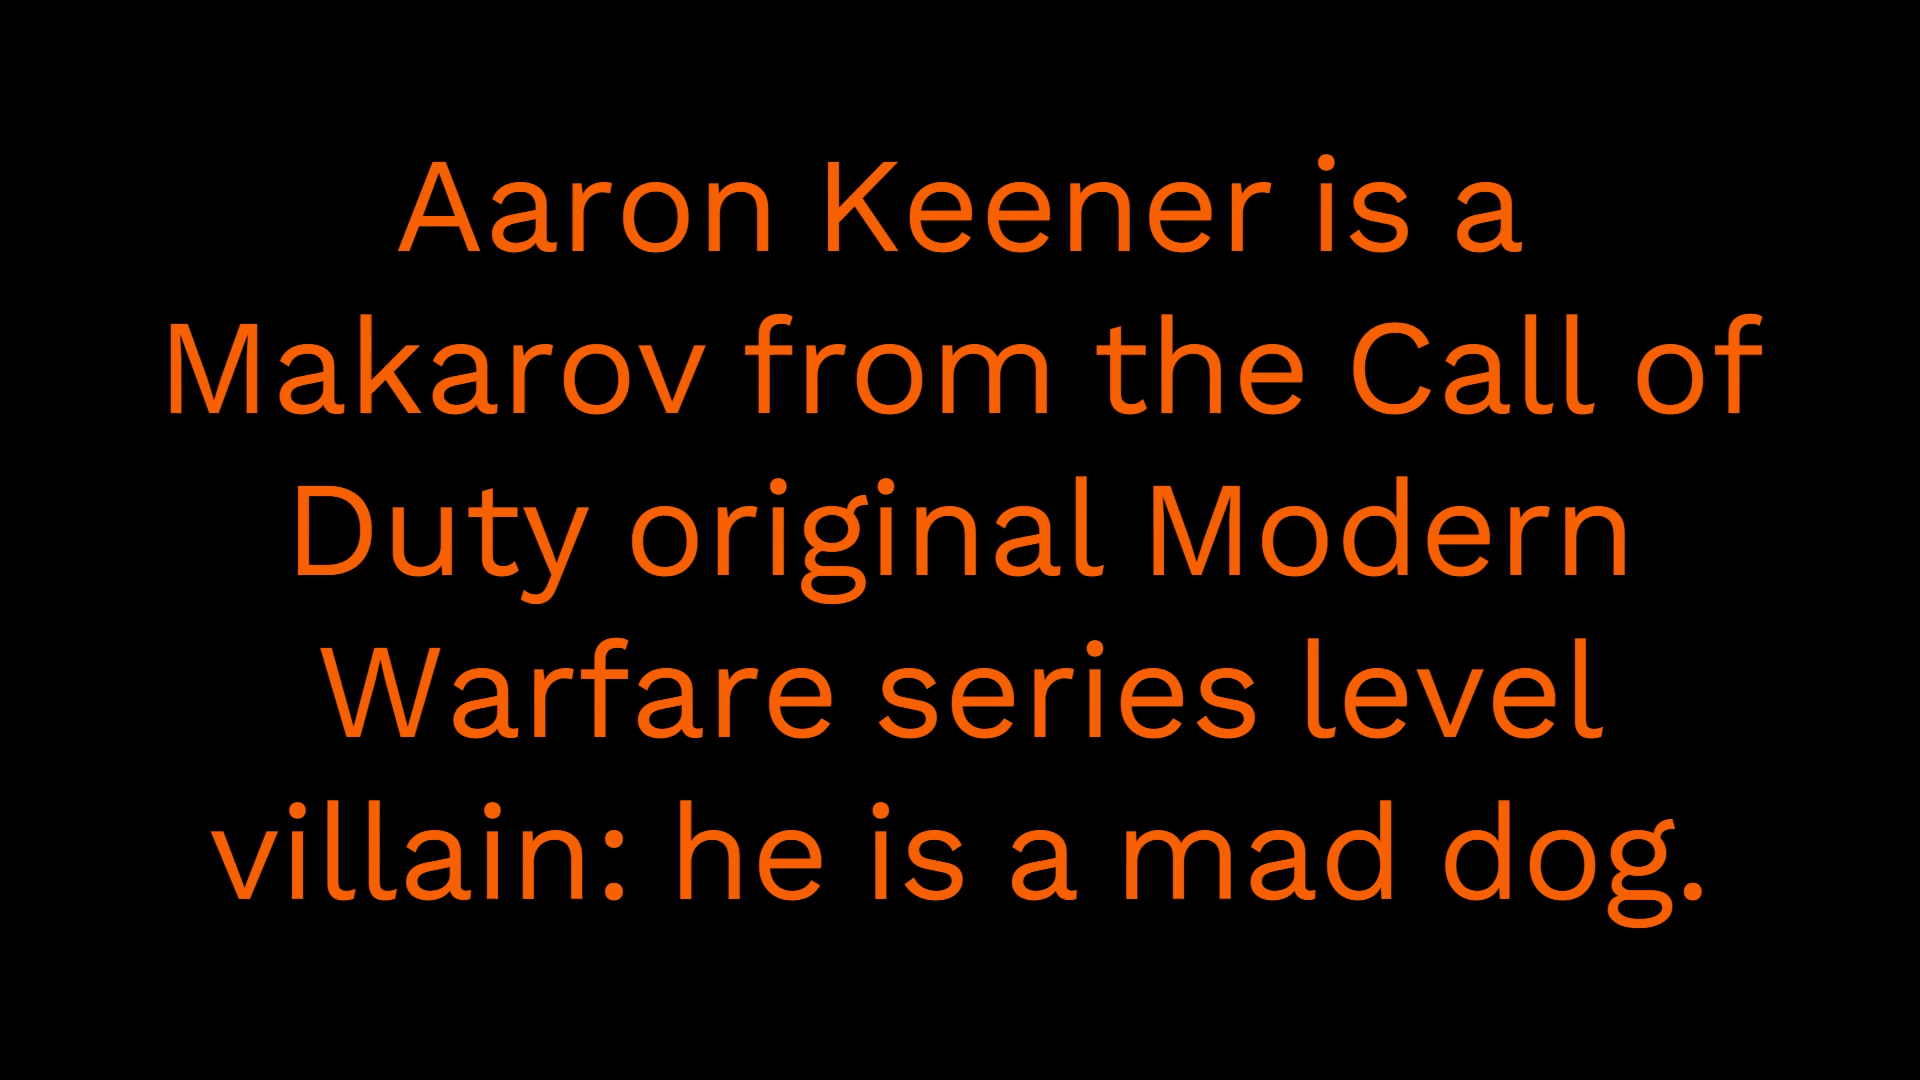 Aaron Keener is a
Makarov from the Call of
Duty original Modern
Warfare series level
villain: he is a mad dog.